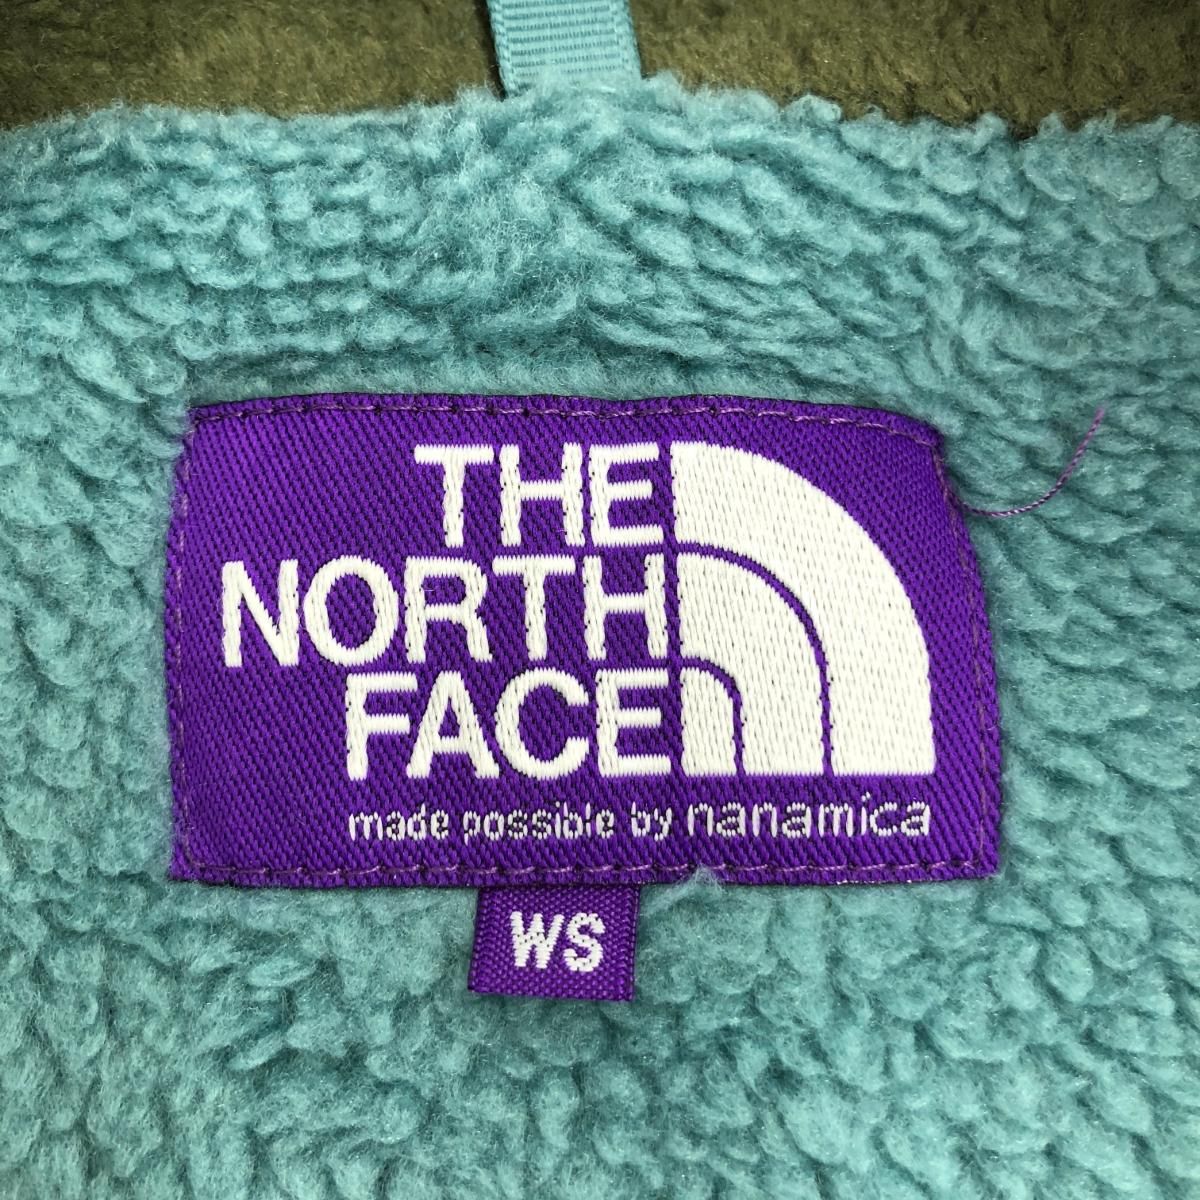 THE
NORTH
FACE
made possible by nanamica
WS